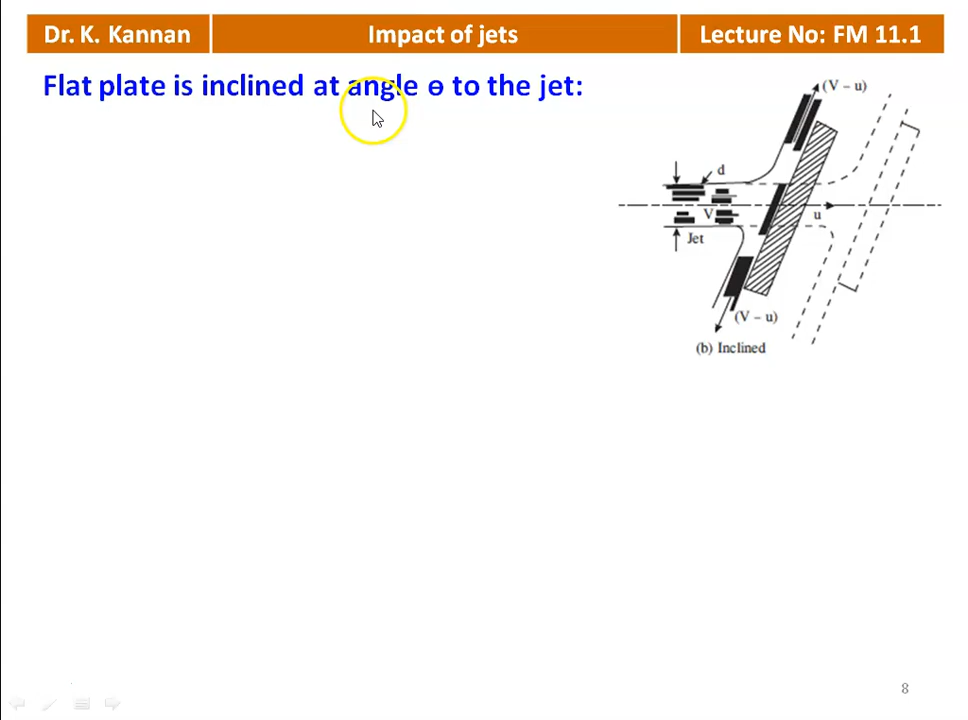 Dr. K. Kannan
Impact of jets
Lecture No: FM 11.1
Flat plate is inclined at angle ɵ to the jet:
(V – u)
d
V
u
Jet
(V – u)
(b) Inclined
8